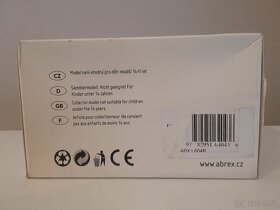 CZ
Model není vhodný pro děti mladší 14-ti let
D
Sammlermodell: Nicht geeignet Für
Kinder unter 14 Jahren
GB
Collector model not suitable for children
under the 14 years
F
Article pour collectionneur. Ne convient
pas aux enfants de moins. 14 ans
www.abrex.cz